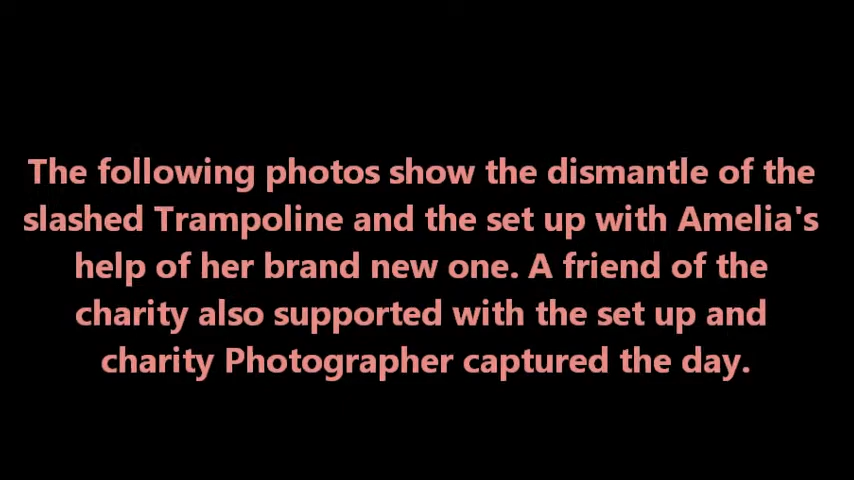 The following photos show the dismantle of the
slashed Trampoline and the set up with Amelia's
help of her brand new one. A friend of the
charity also supported with the set up and
charity Photographer captured the day.